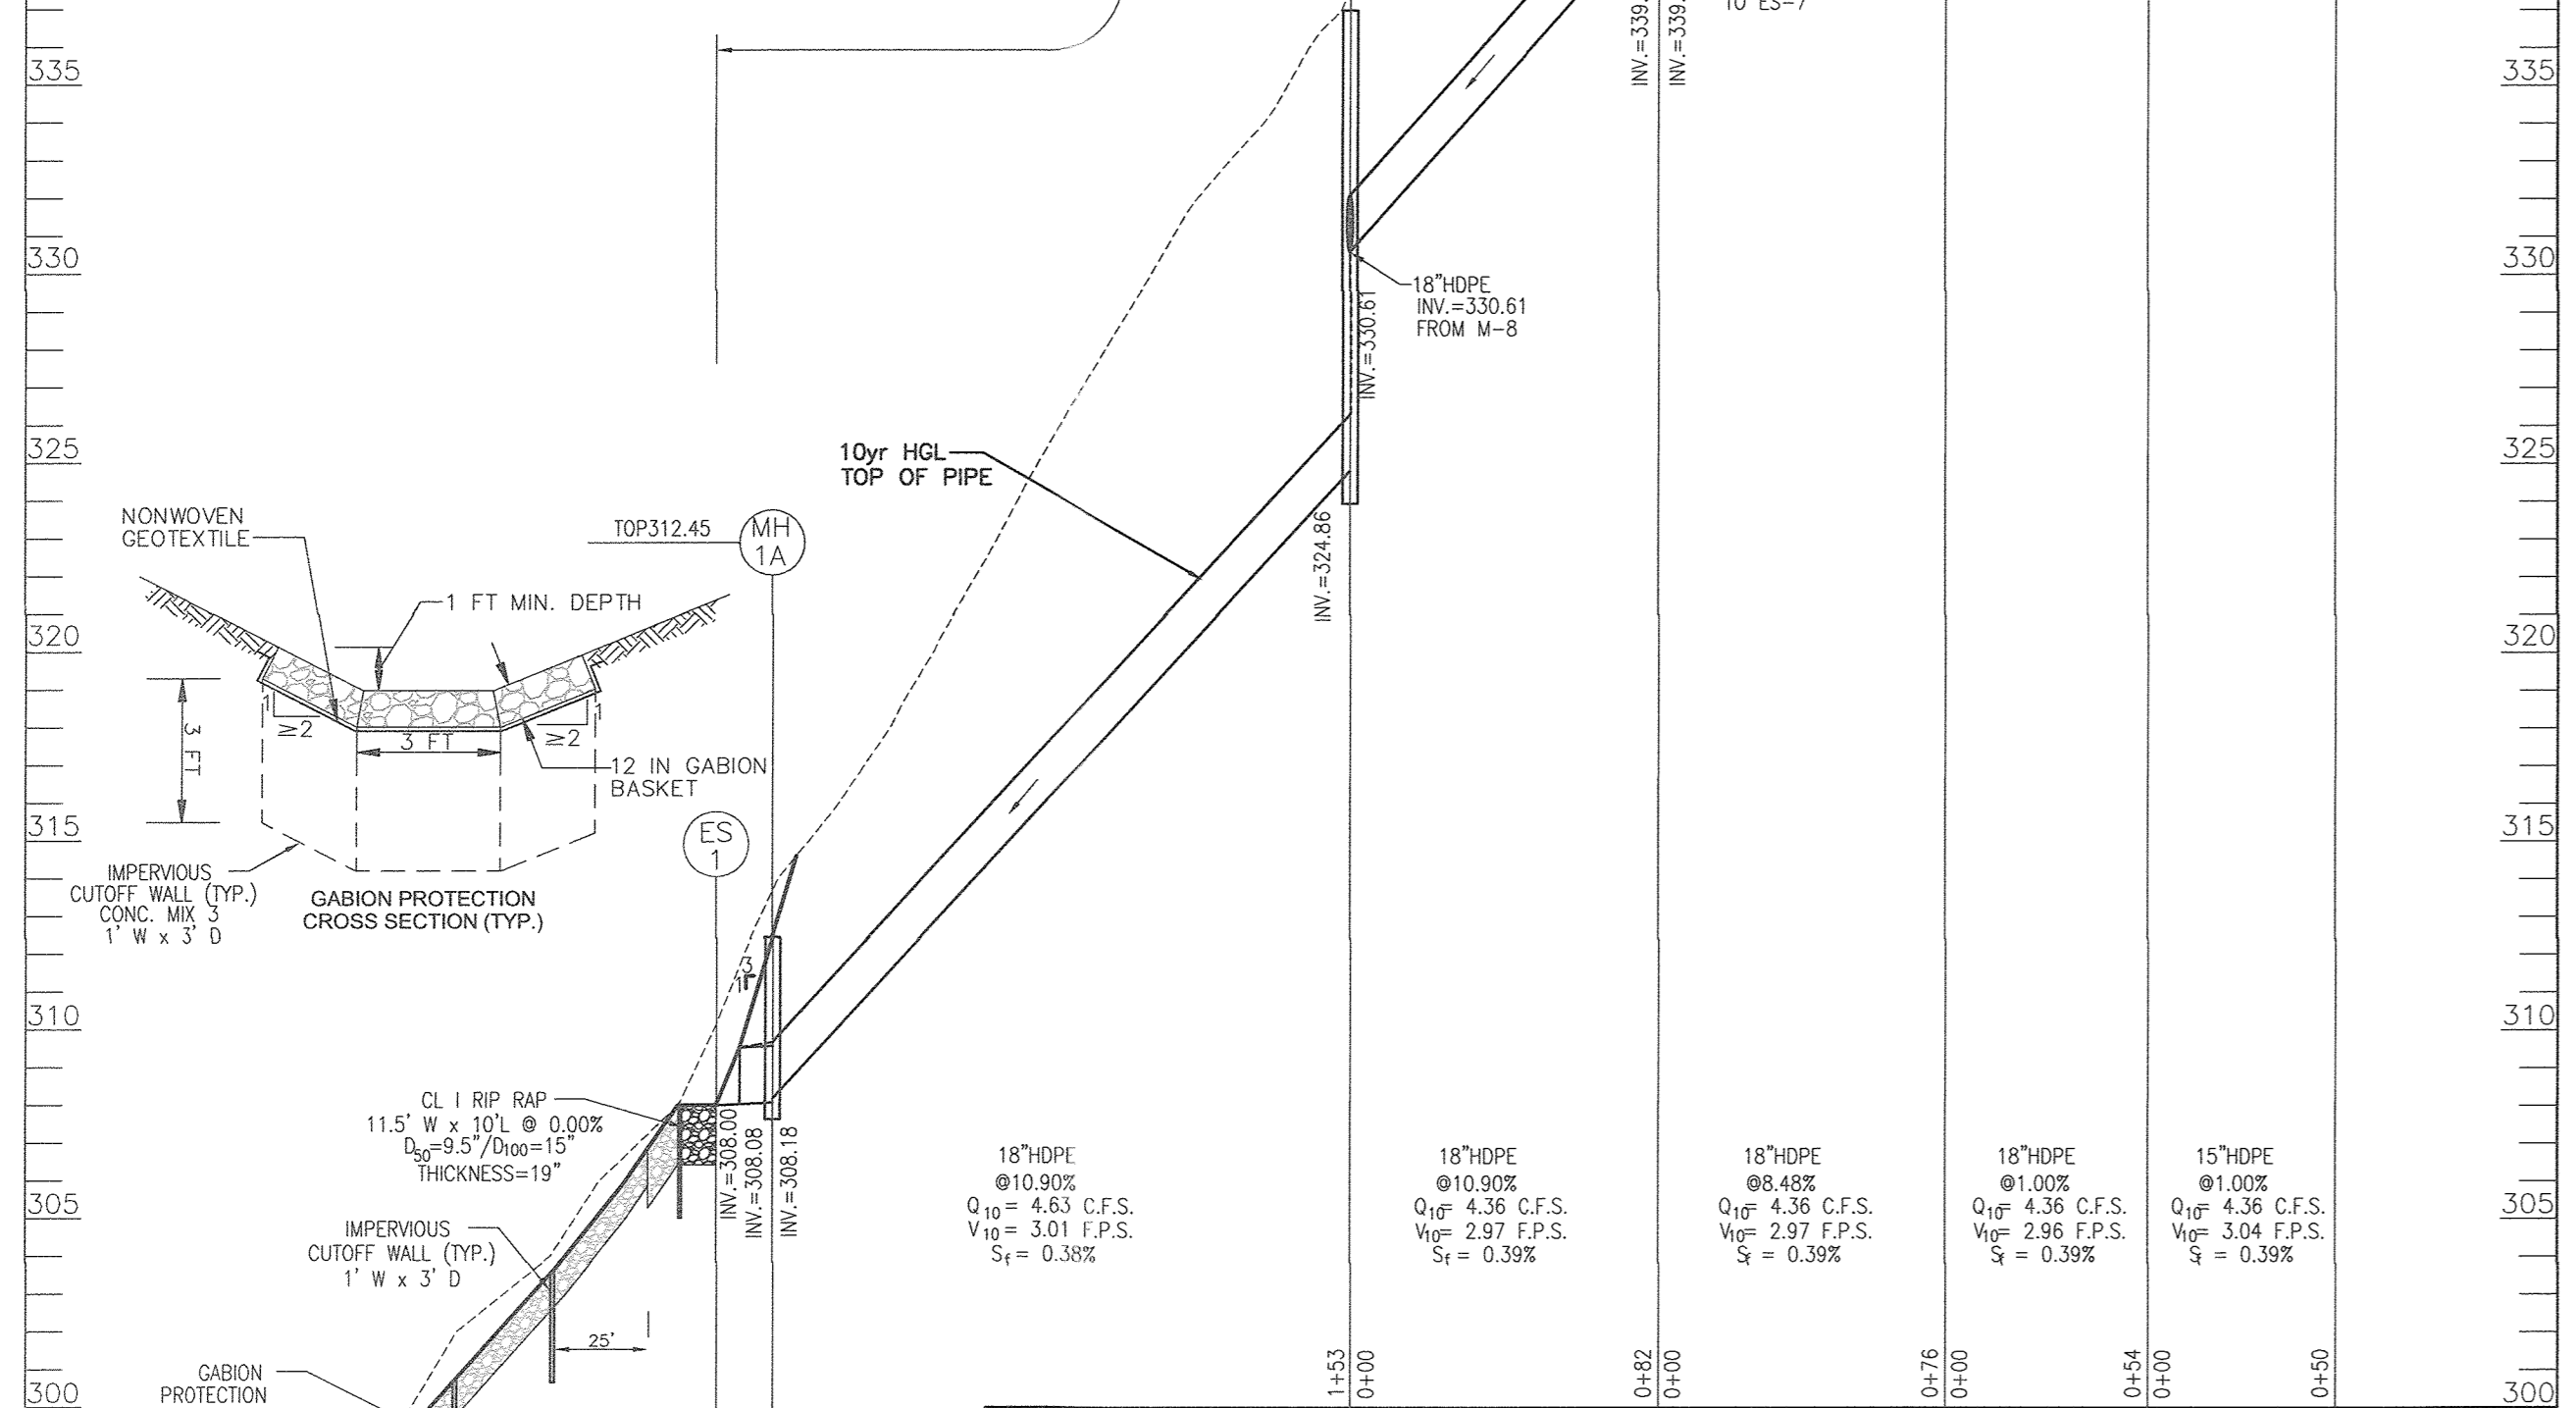 335
330
325
320
315
310
305
300
335
330
325
320
315
310
305
300
INV.=339.
INV.=339.
TO ES-7
18"HDPE
INV.=330.61
FROM M-8
INV.=330.61
INV.=324.86
10yr HGL
TOP OF PIPE
TOP312.45
MH
1A
ES
1
NONWOVEN
GEOTEXTILE
1 FT MIN. DEPTH
1
≥2
3 FT
1
≥2
3 FT
12 IN GABION
BASKET
IMPERVIOUS
CUTOFF WALL (TYP.)
CONC. MIX 3
1' W x 3' D
GABION PROTECTION
CROSS SECTION (TYP.)
3
1
CL I RIP RAP
11.5' W x 10'L @ 0.00%
D50=9.5"/D100=15"
THICKNESS=19"
INV.=308.00
INV.=308.08
INV.=308.18
IMPERVIOUS
CUTOFF WALL (TYP.)
1' W x 3' D
25'
GABION
PROTECTION
18"HDPE
@10.90%
Q10 = 4.63 C.F.S.
V10 = 3.01 F.P.S.
Sf = 0.38%
18"HDPE
@10.90%
Q10= 4.36 C.F.S.
V10= 2.97 F.P.S.
Sf = 0.39%
18"HDPE
@8.48%
Q10= 4.36 C.F.S.
V10= 2.97 F.P.S.
Sf = 0.39%
18"HDPE
@1.00%
Q10= 4.36 C.F.S.
V10= 2.96 F.P.S.
Sf = 0.39%
15"HDPE
@1.00%
Q10= 4.36 C.F.S.
V10= 3.04 F.P.S.
Sf = 0.39%
1+53
0+00
0+82
0+00
0+76
0+00
0+54
0+00
0+50